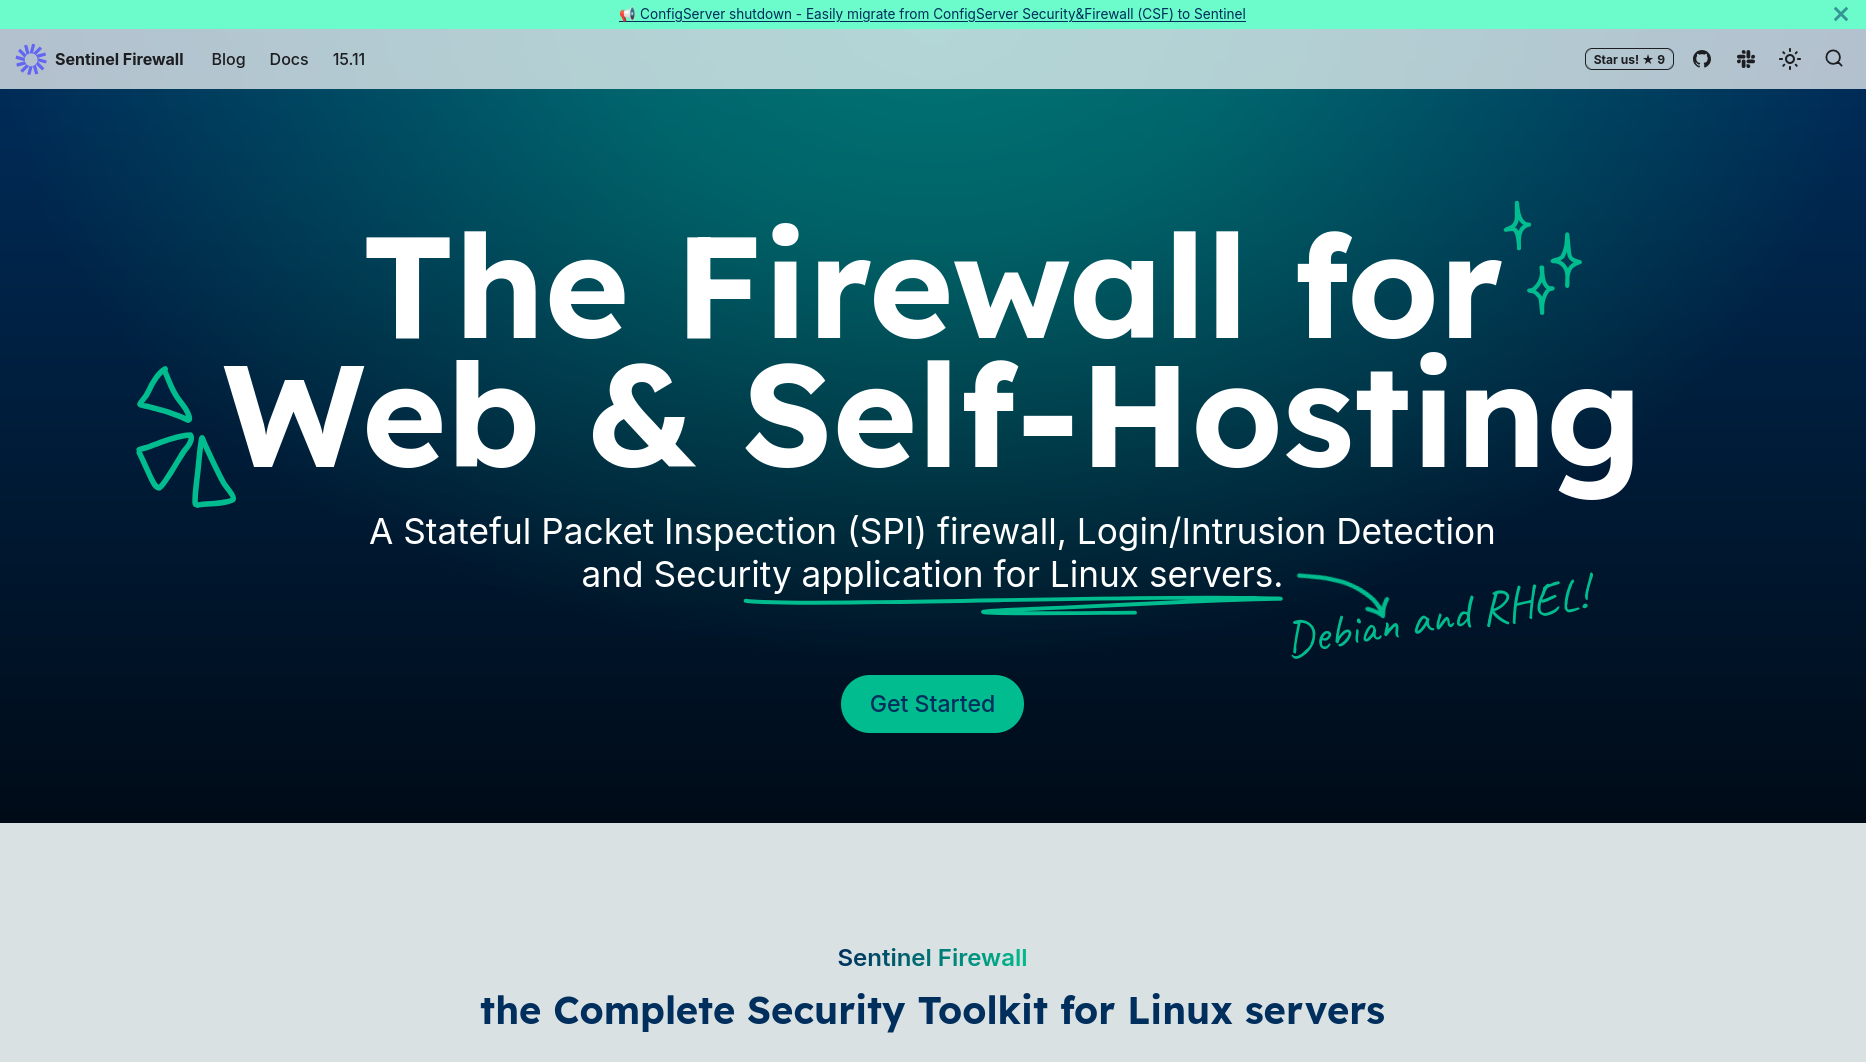 📢 ConfigServer shutdown - Easily migrate from ConfigServer Security&Firewall (CSF) to Sentinel
Sentinel Firewall Blog Docs 15.11 Star us! ★ 9
The Firewall for
Web & Self-Hosting
A Stateful Packet Inspection (SPI) firewall, Login/Intrusion Detection
and Security application for Linux servers.
Debian and RHEL!
Get Started
Sentinel Firewall
the Complete Security Toolkit for Linux servers